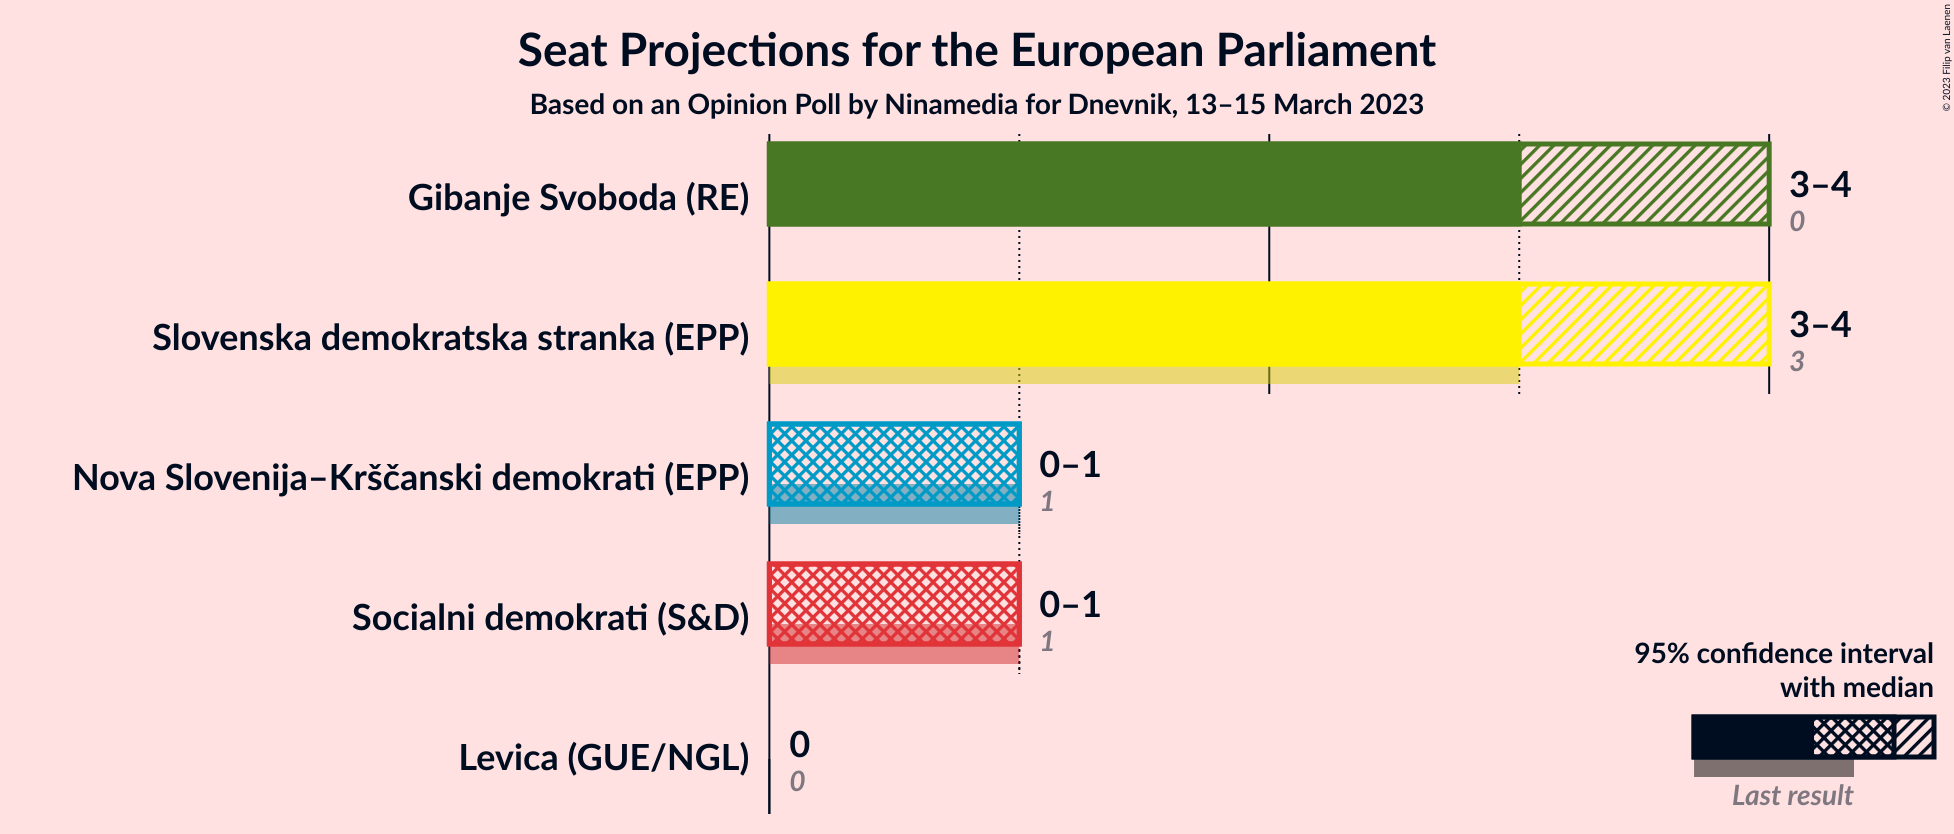 Seat Projections for the European Parliament
Based on an Opinion Poll by Ninamedia for Dnevnik, 13–15 March 2023
© 2023 Filip van Laenen
Gibanje Svoboda (RE)
3–4
0
Slovenska demokratska stranka (EPP)
3–4
3
Nova Slovenija–Krščanski demokrati (EPP)
0–1
1
Socialni demokrati (S&D)
0–1
1
Levica (GUE/NGL)
0
0
95% confidence interval
with median
Last result